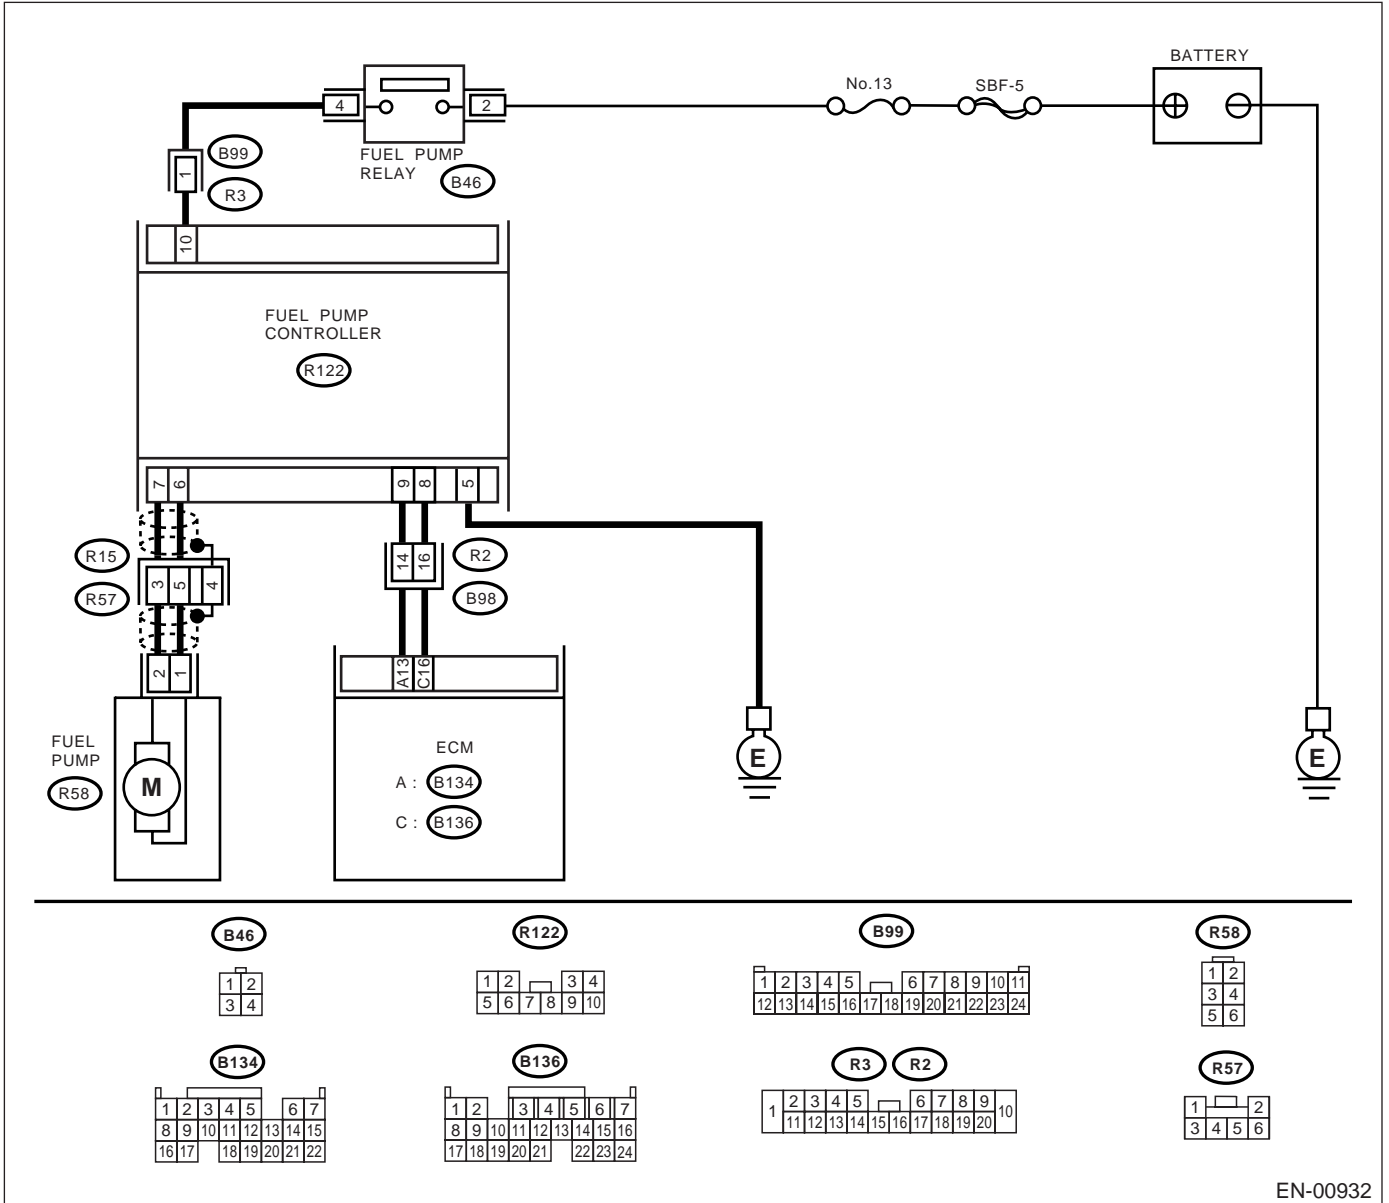 BATTERY
No.13
SBF-5
4
2
FUEL PUMP
RELAY
B46
B99
1
R3
10
FUEL PUMP
CONTROLLER
R122
7 6 9 8 5
R15
3 5 4
R57
14 16
R2
B98
2 1
A13 C16
FUEL
PUMP
R58
M
ECM
A : B134
C : B136
E
E
B46
1 2
3 4
R122
1 2 3 4
5 6 7 8 9 10
B99
1 2 3 4 5 6 7 8 9 10 11
12 13 14 15 16 17 18 19 20 21 22 23 24
R58
1 2
3 4
5 6
B134
1 2 3 4 5 6 7
8 9 10 11 12 13 14 15
16 17 18 19 20 21 22
B136
1 2 3 4 5 6 7
8 9 10 11 12 13 14 15 16
17 18 19 20 21 22 23 24
R3 R2
1 2 3 4 5 6 7 8 9 10
11 12 13 14 15 16 17 18 19 20
R57
1 2
3 4 5 6
EN-00932